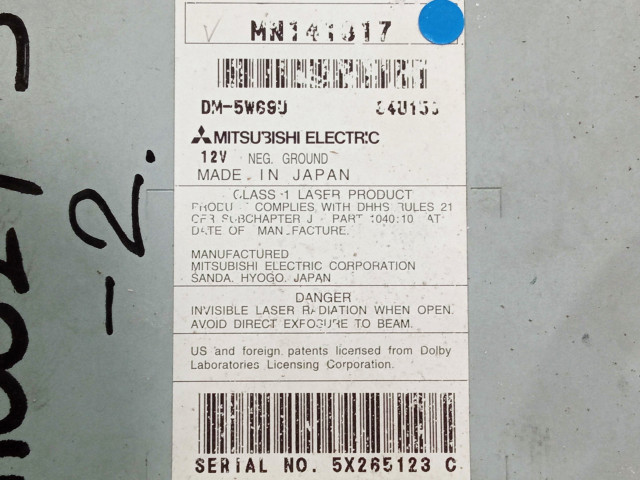 MN141317
DM-5W69U
MITSUBISHI ELECTRIC
12V NEG. GROUND
MADE IN JAPAN
CLASS 1 LASER PRODUCT
PRODUCT COMPLIES WITH DHHS RULES 21
CFR SUBCHAPTER J PART 1040:10 AT
DATE OF MANUFACTURE.
MANUFACTURED
MITSUBISHI ELECTRIC CORPORATION
SANDA, HYOGO, JAPAN
DANGER
INVISIBLE LASER RADIATION WHEN OPEN.
AVOID DIRECT EXPOSURE TO BEAM.
US and foreign patents licensed from Dolby
Laboratories Licensing Corporation.
SERIAL NO. 5X265123 C
-2.